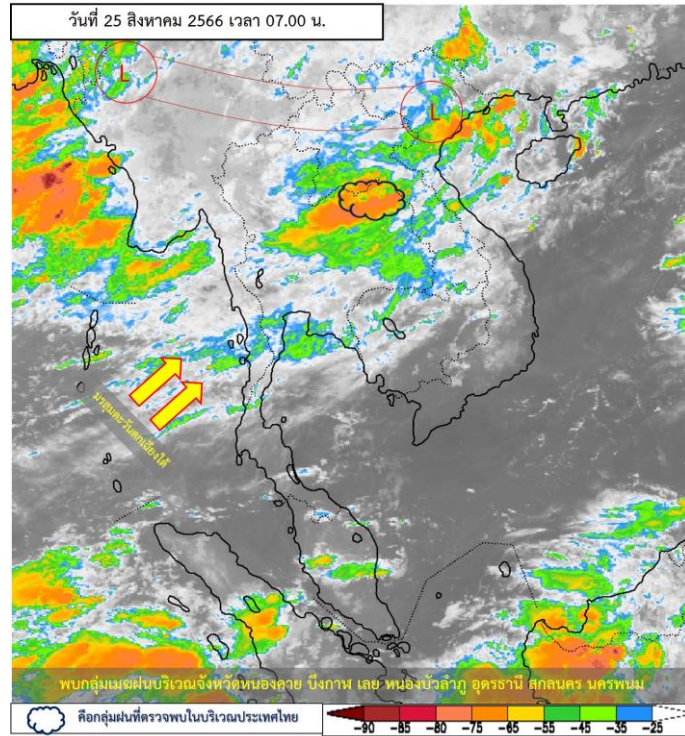 วันที่ 25 สิงหาคม 2566 เวลา 07.00 น.
L
L
มรสุมตะวันตกเฉียงใต้
พบกลุ่มเมฆฝนบริเวณจังหวัดหนองคาย บึงกาฬ เลย หนองบัวลำภู อุดรธานี สกลนคร นครพนม
คือกลุ่มฝนที่ตรวจพบในบริเวณประเทศไทย
-90 -85 -80 -75 -65 -55 -45 -35 -25